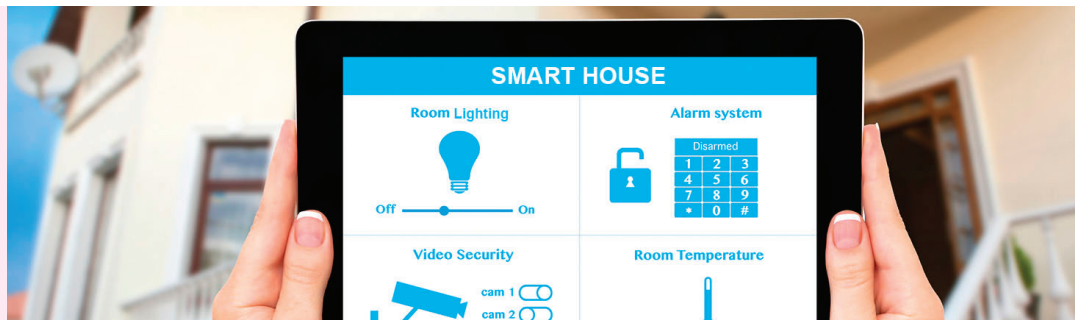 SMART HOUSE
Room Lighting
Off On
Alarm system
Disarmed
1 2 3
4 5 6
7 8 9
* 0 #
Video Security
cam 1
cam 2
Room Temperature